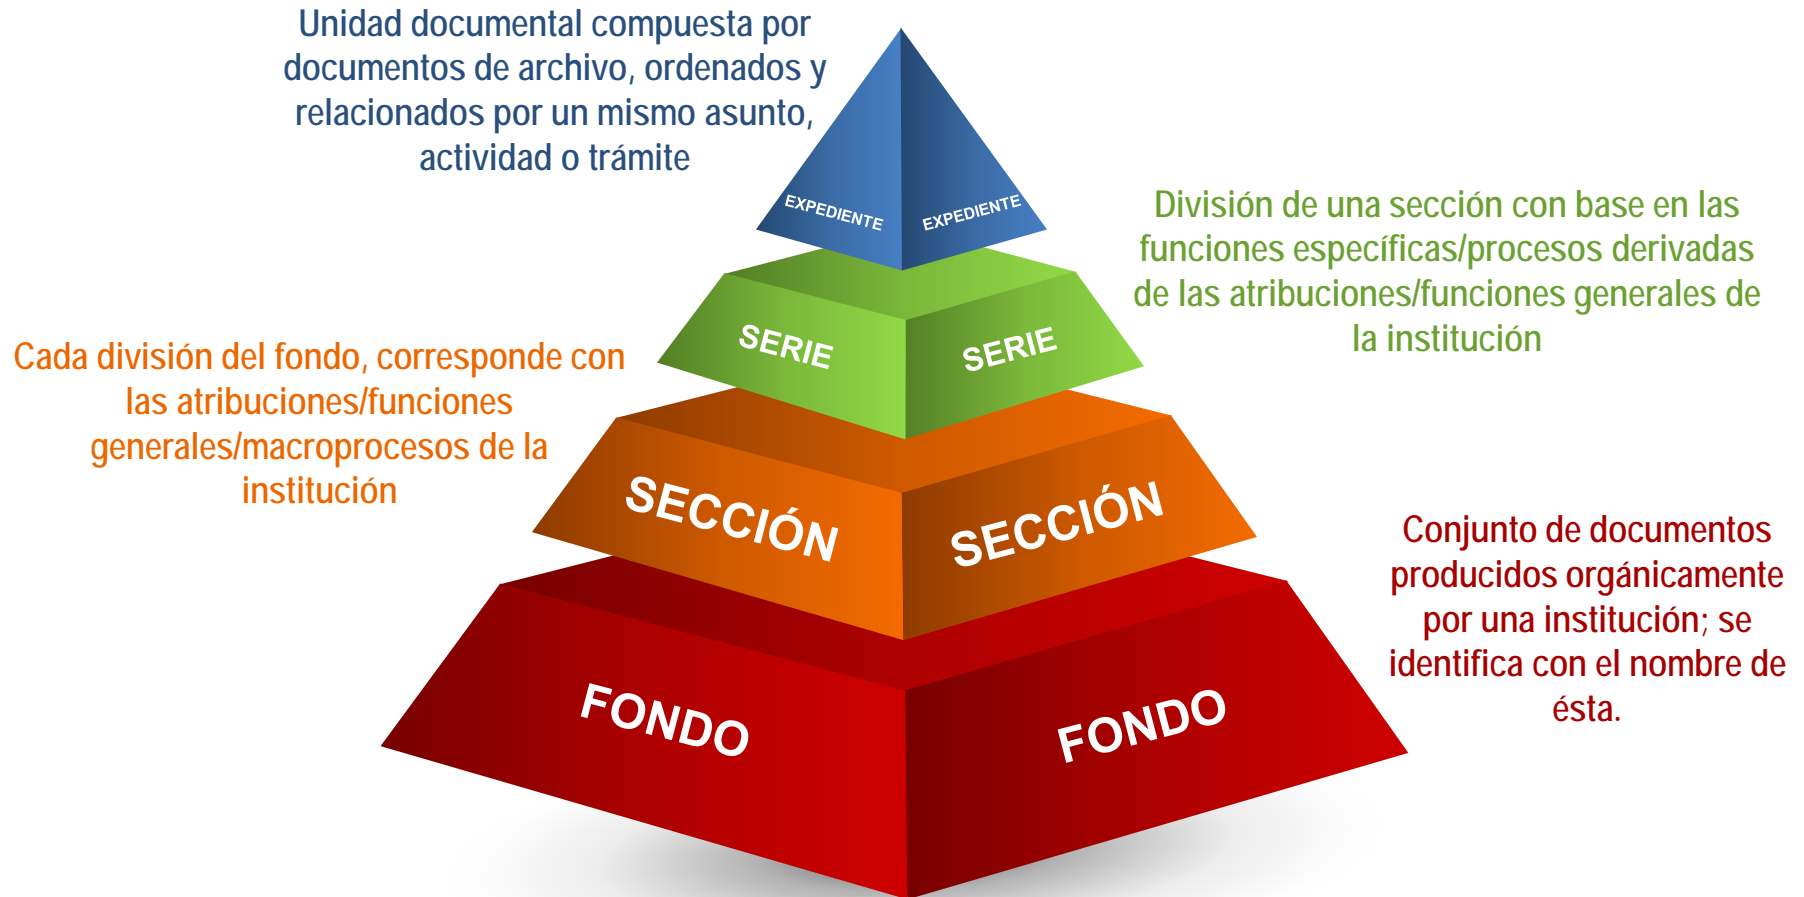 Unidad documental compuesta por
documentos de archivo, ordenados y
relacionados por un mismo asunto,
actividad o trámite
EXPEDIENTE
EXPEDIENTE
División de una sección con base en las
funciones específicas/procesos derivadas
de las atribuciones/funciones generales de
la institución
SERIE
SERIE
Cada división del fondo, corresponde con
las atribuciones/funciones
generales/macroprocesos de la
institución
SECCIÓN
SECCIÓN
Conjunto de documentos
producidos orgánicamente
por una institución; se
identifica con el nombre de
ésta.
FONDO
FONDO